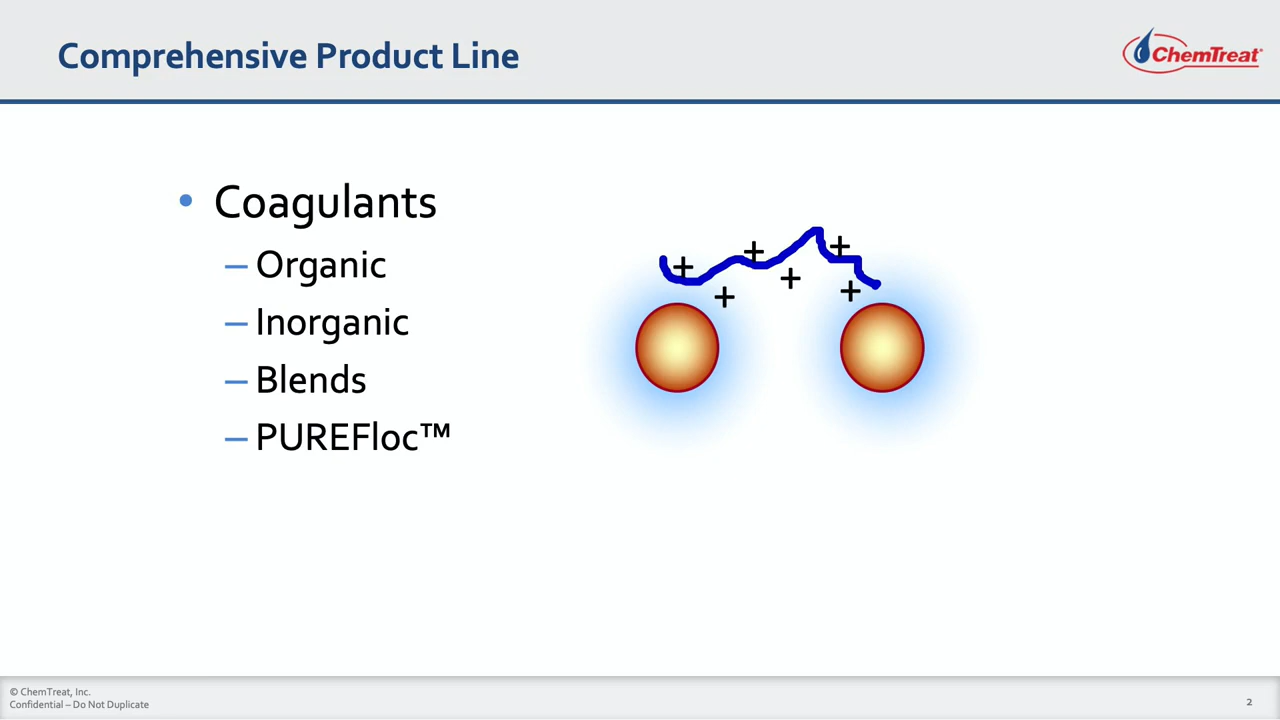 Comprehensive Product Line
ChemTreat®
• Coagulants
– Organic
– Inorganic
– Blends
– PUREFloc™
+ + + + + +
© ChemTreat, Inc.
Confidential – Do Not Duplicate
2